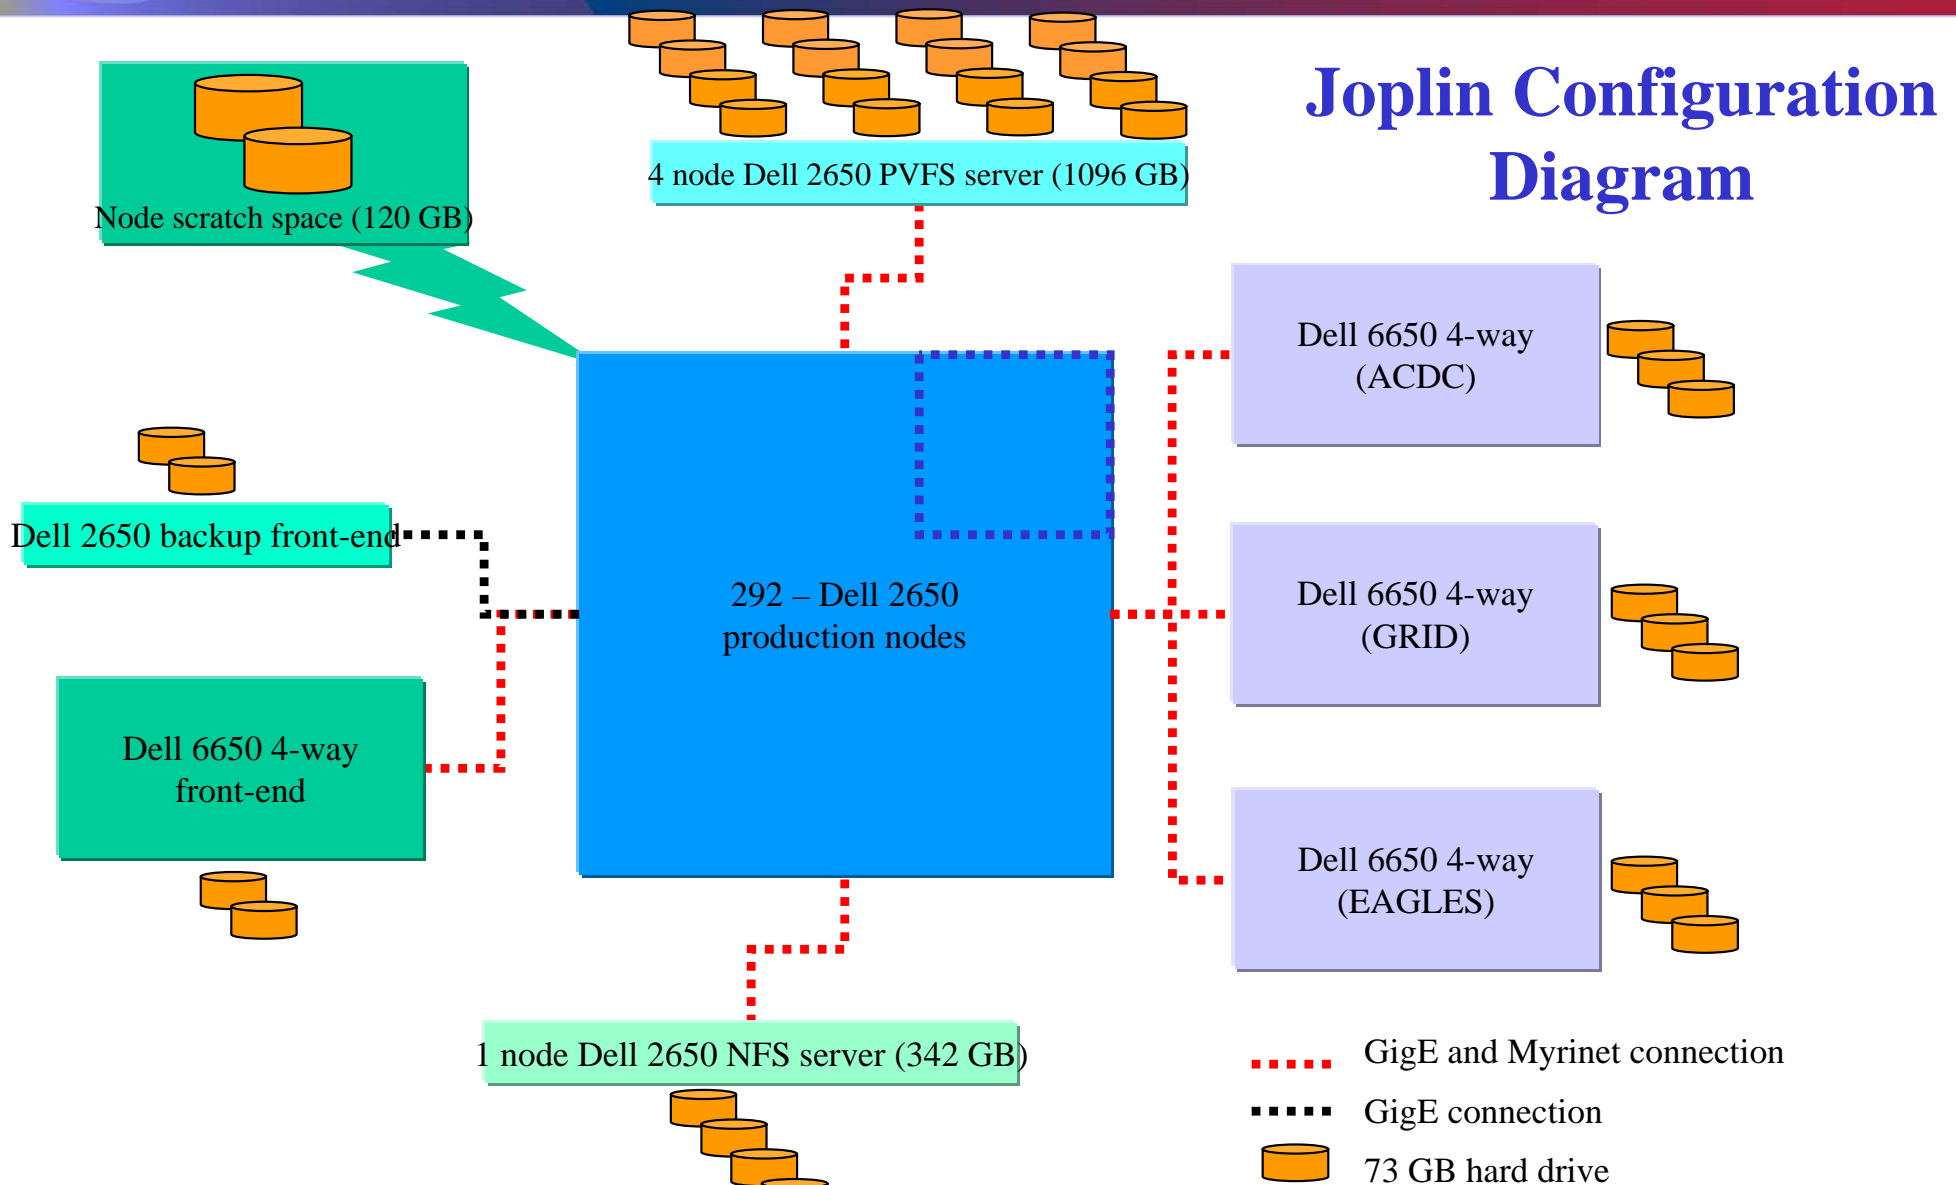 Joplin Configuration
Diagram
Node scratch space (120 GB)
4 node Dell 2650 PVFS server (1096 GB)
Dell 6650 4-way
(ACDC)
Dell 2650 backup front-end
292 – Dell 2650
production nodes
Dell 6650 4-way
(GRID)
Dell 6650 4-way
front-end
Dell 6650 4-way
(EAGLES)
1 node Dell 2650 NFS server (342 GB)
GigE and Myrinet connection
GigE connection
73 GB hard drive